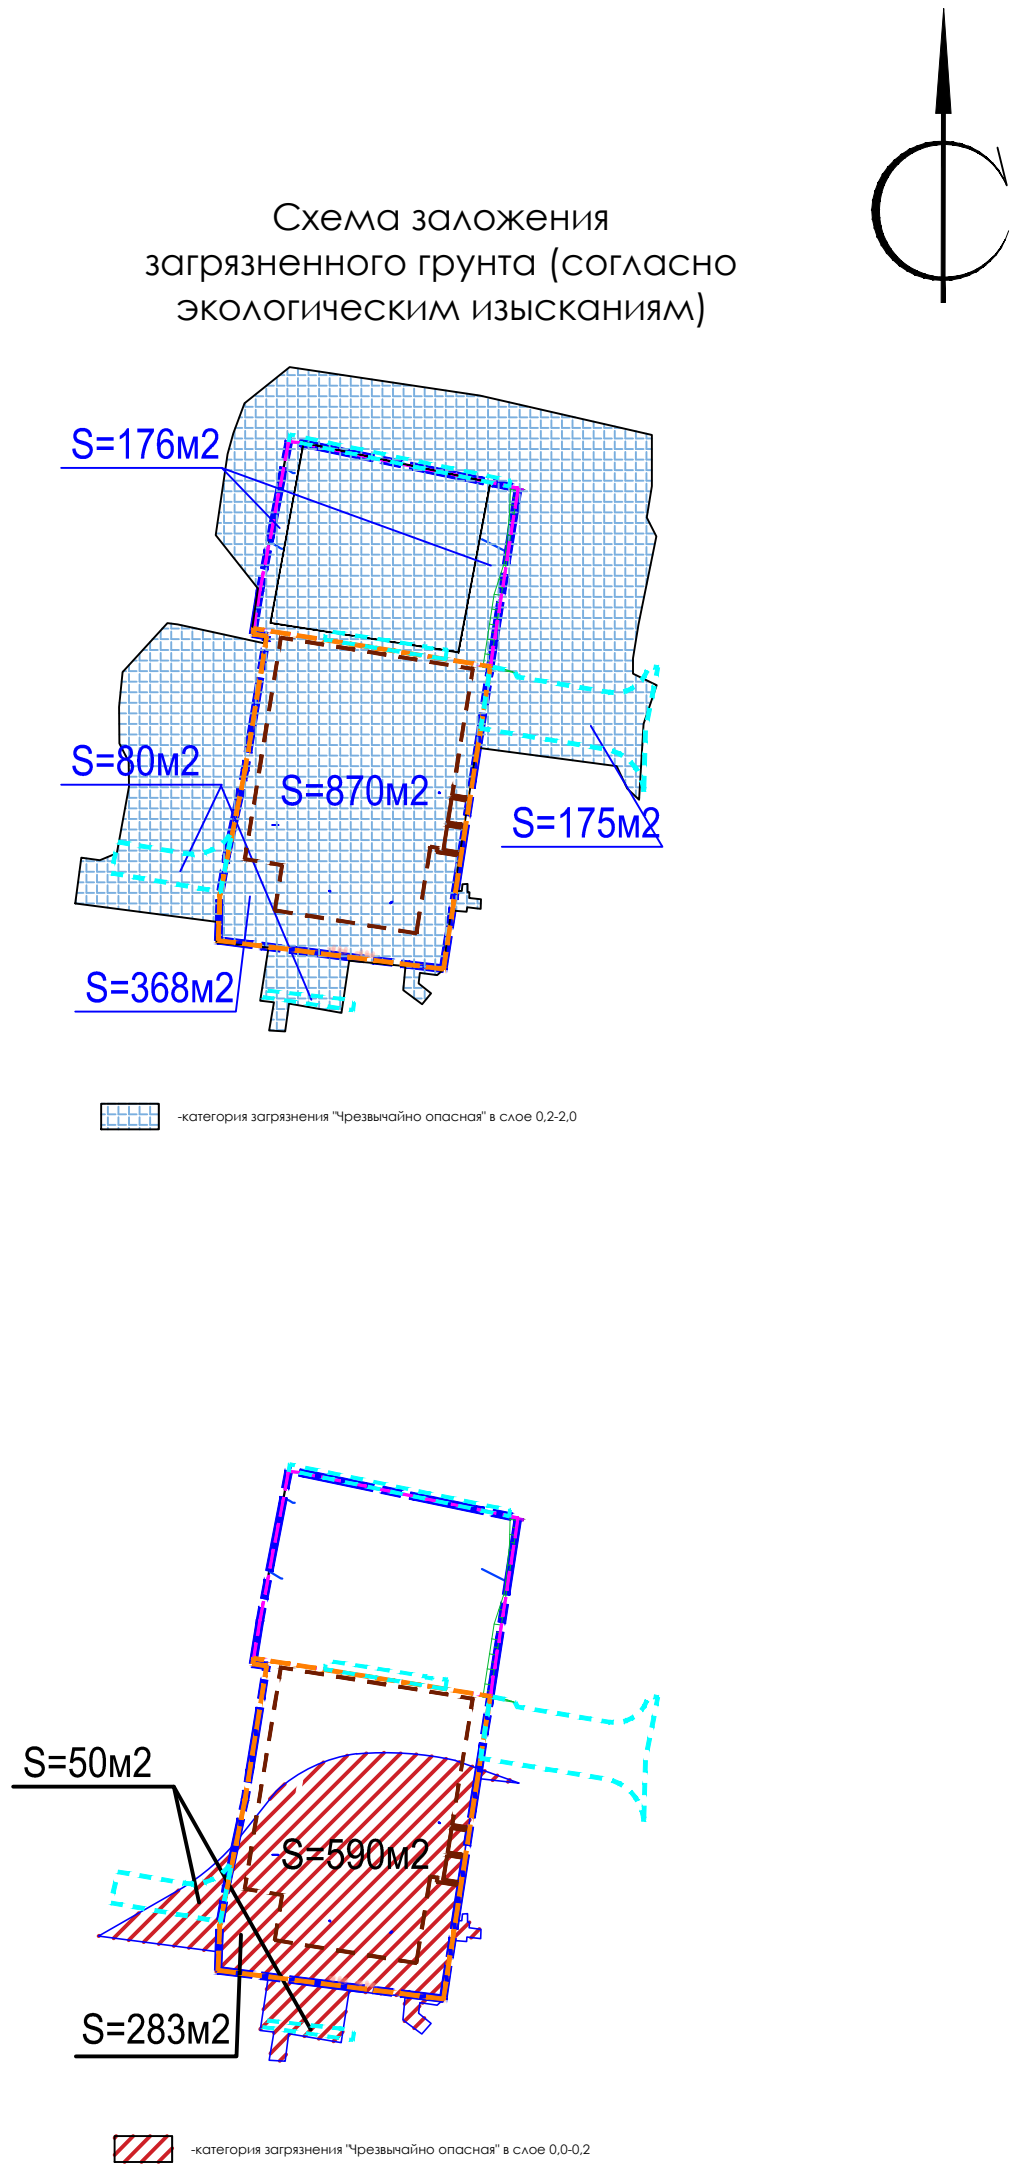 Схема заложения
загрязненного грунта (согласно
экологическим изысканиям)
S=176м2
S=80м2
S=870м2
S=175м2
S=368м2
-категория загрязнения "Чрезвычайно опасная" в слое 0,2-2,0
S=50м2
S=590м2
S=283м2
-категория загрязнения "Чрезвычайно опасная" в слое 0,0-0,2